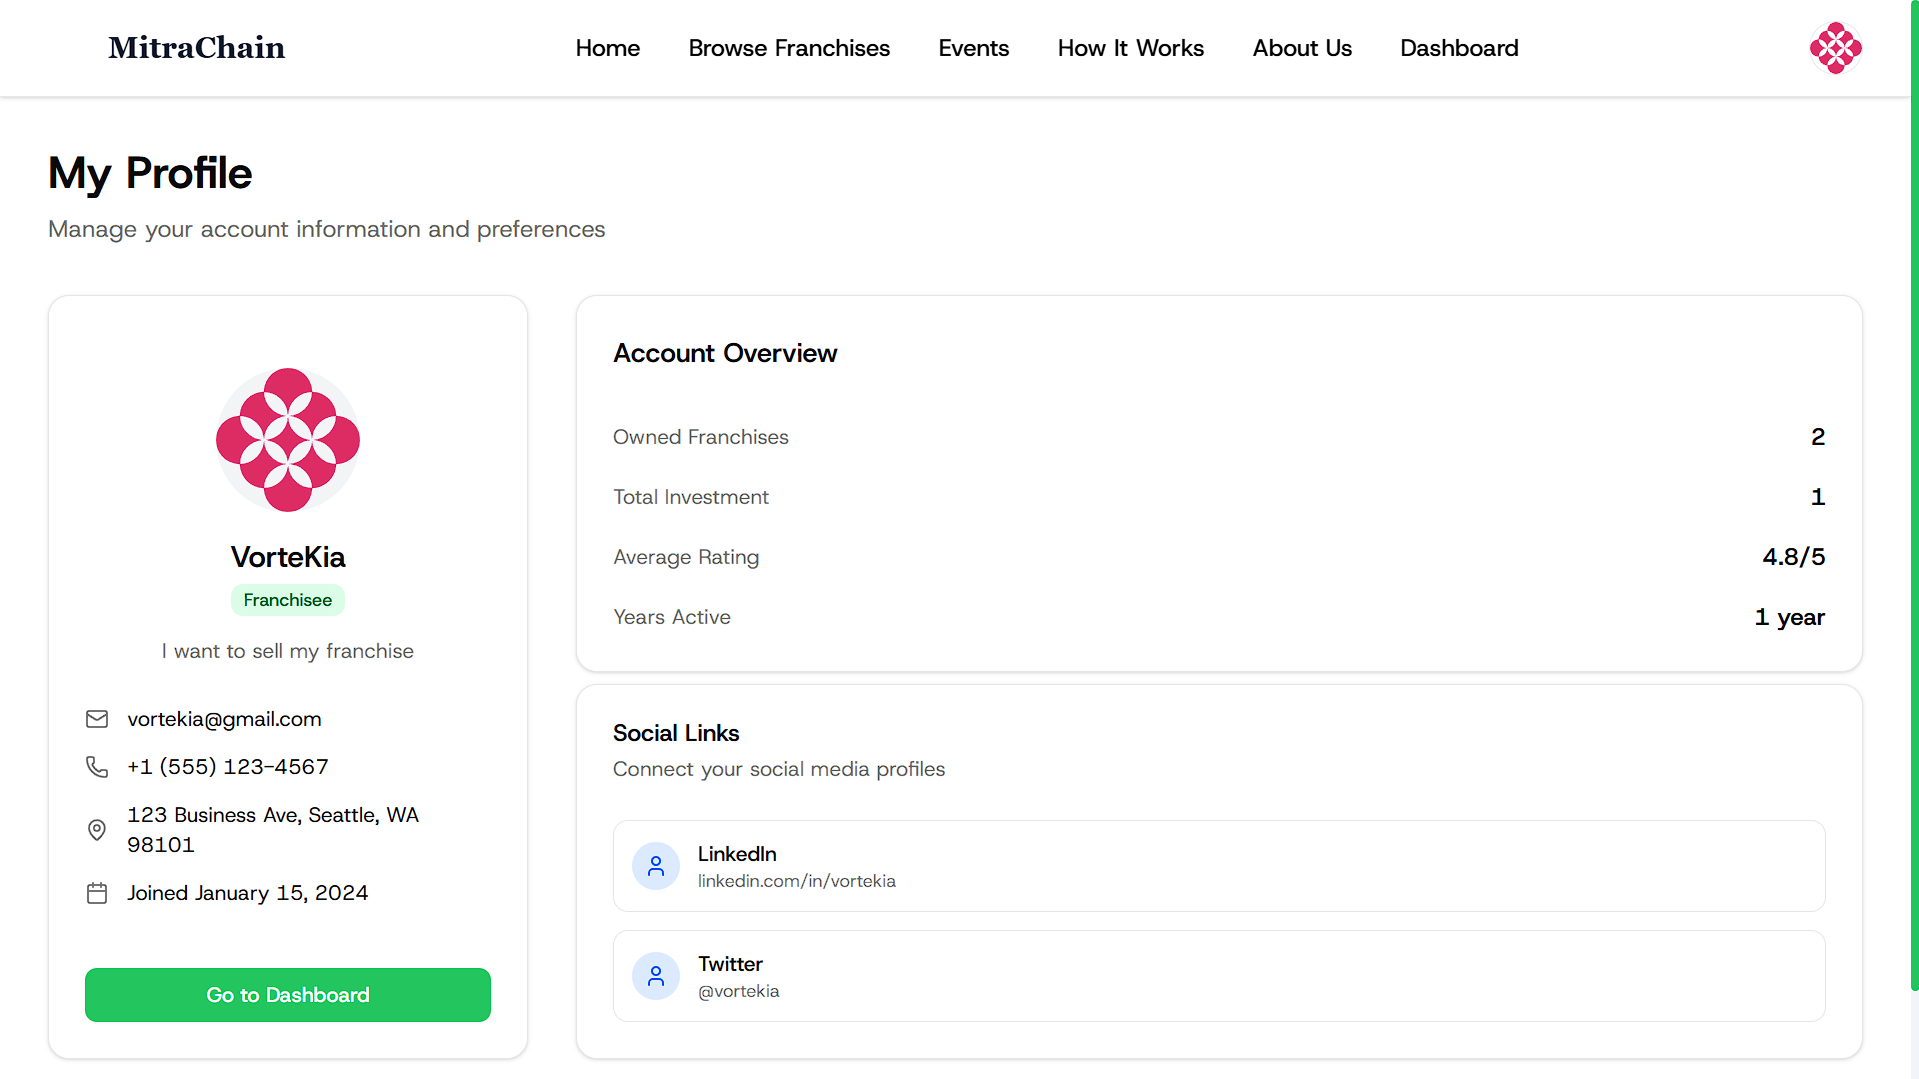 MitraChain
Home
Browse Franchises
Events
How It Works
About Us
Dashboard
My Profile
Manage your account information and preferences
VorteKia
Franchisee
I want to sell my franchise
vortekia@gmail.com
+1 (555) 123-4567
123 Business Ave, Seattle, WA
98101
Joined January 15, 2024
Go to Dashboard
Account Overview
Owned Franchises 2
Total Investment 1
Average Rating 4.8/5
Years Active 1 year
Social Links
Connect your social media profiles
LinkedIn
linkedin.com/in/vortekia
Twitter
@vortekia